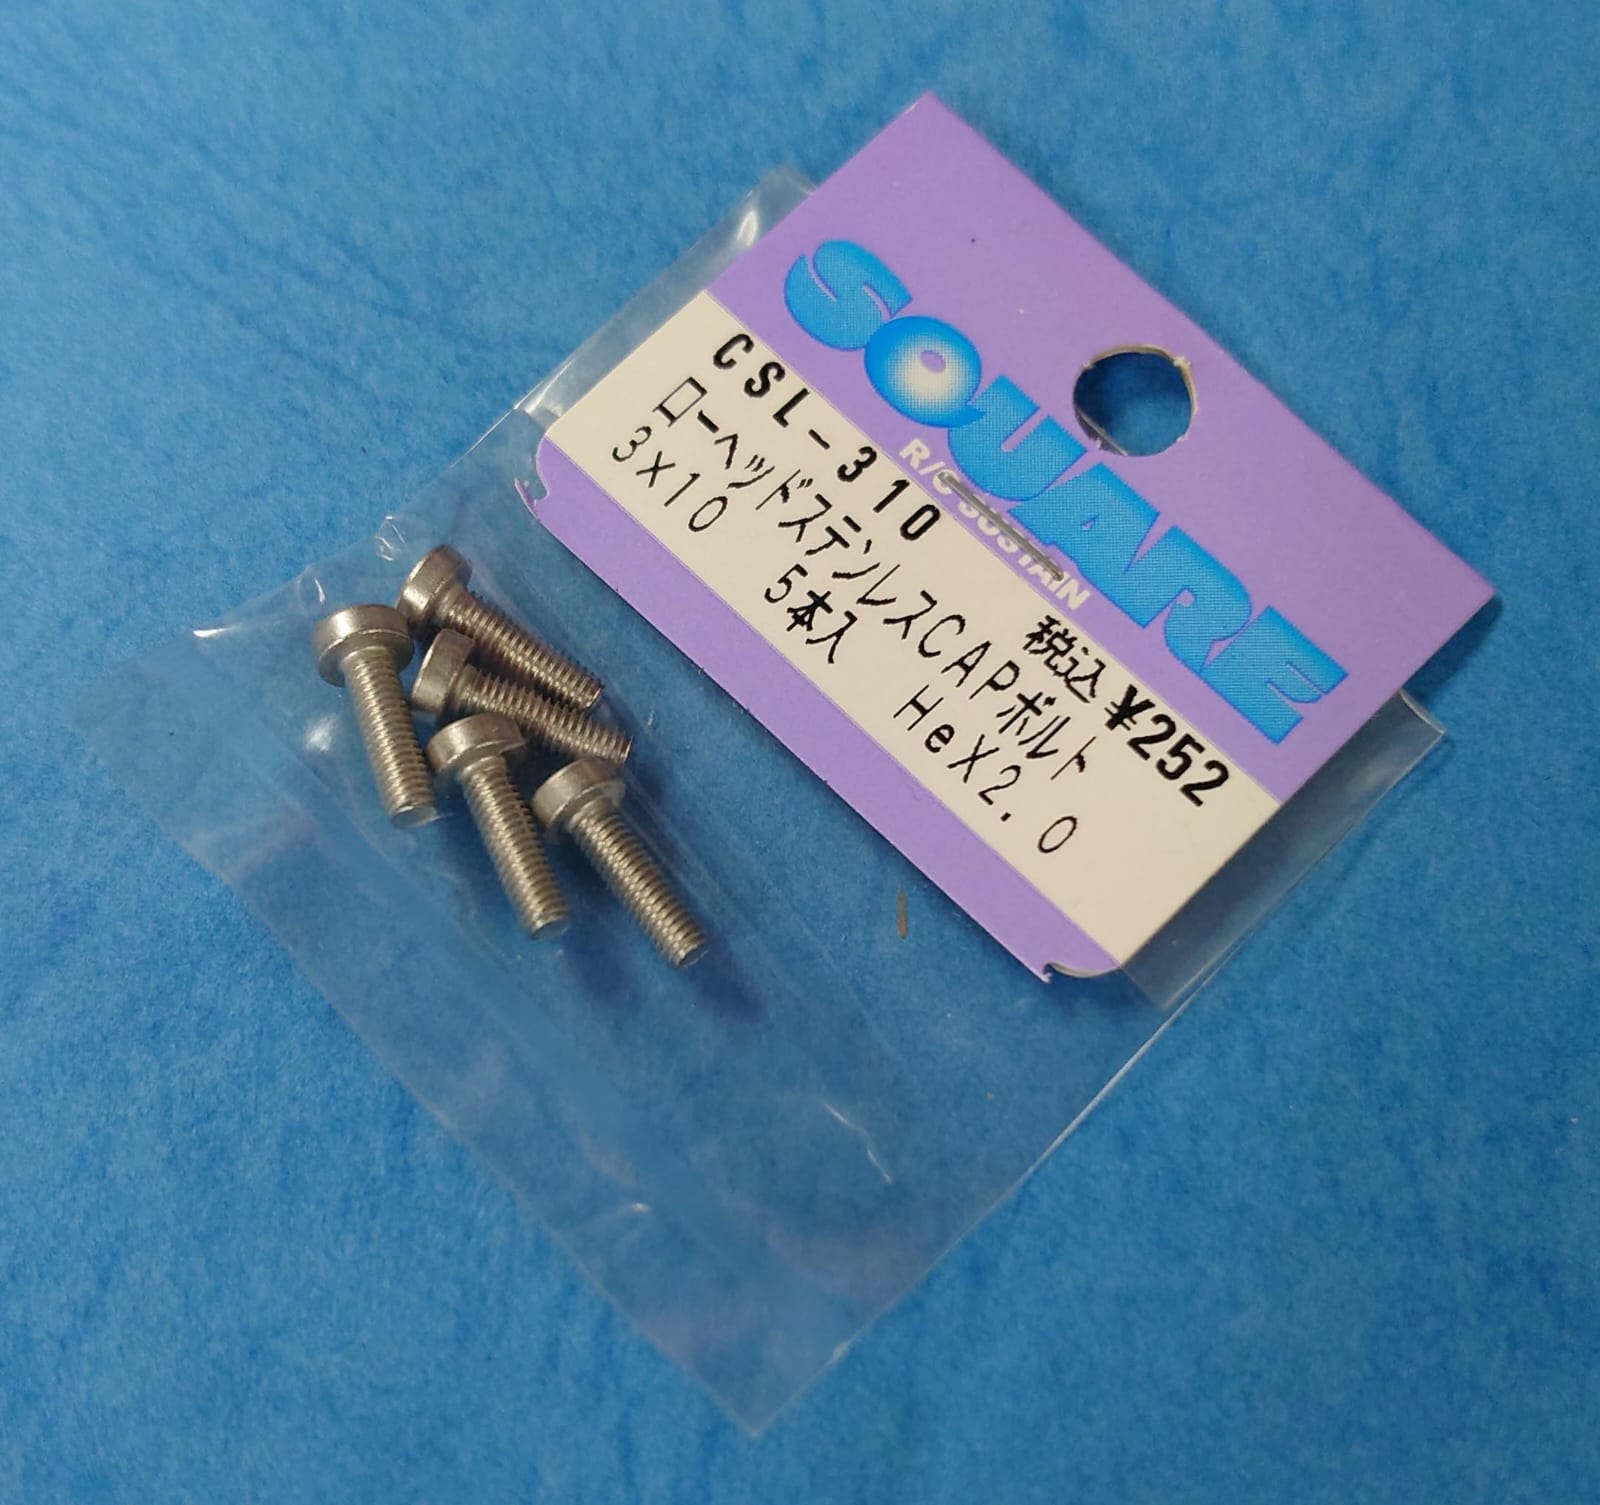 SQUARE
R/C SUSTAIN
CSL-310 税込¥252
ローヘッドステンレスCAPボルト
3×10 5本入 HeX2.0